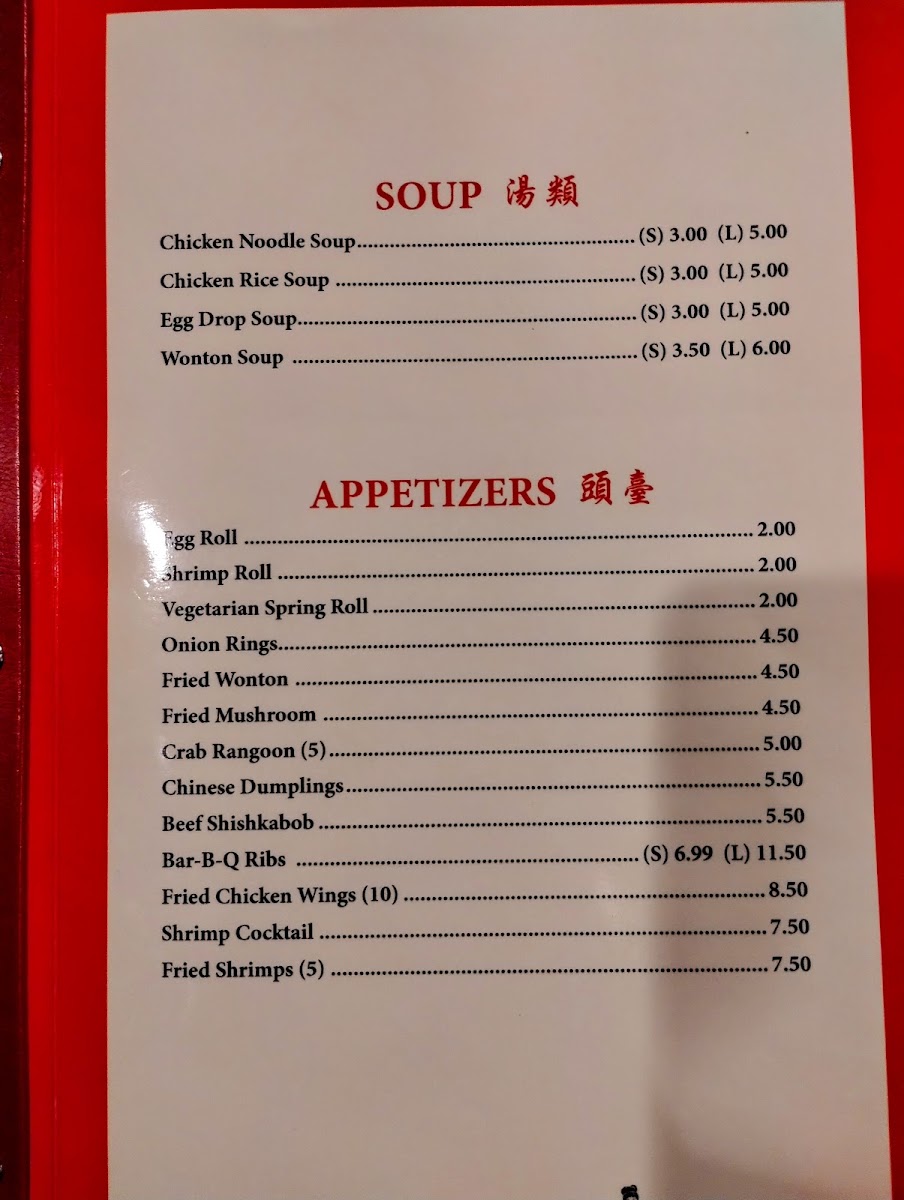 SOUP 湯類
Chicken Noodle Soup (S) 3.00 (L) 5.00
Chicken Rice Soup (S) 3.00 (L) 5.00
Egg Drop Soup (S) 3.00 (L) 5.00
Wonton Soup (S) 3.50 (L) 6.00
APPETIZERS 頭臺
Egg Roll 2.00
Shrimp Roll 2.00
Vegetarian Spring Roll 2.00
Onion Rings 4.50
Fried Wonton 4.50
Fried Mushroom 4.50
Crab Rangoon (5) 5.00
Chinese Dumplings 5.50
Beef Shishkabob 5.50
Bar-B-Q Ribs (S) 6.99 (L) 11.50
Fried Chicken Wings (10) 8.50
Shrimp Cocktail 7.50
Fried Shrimps (5) 7.50